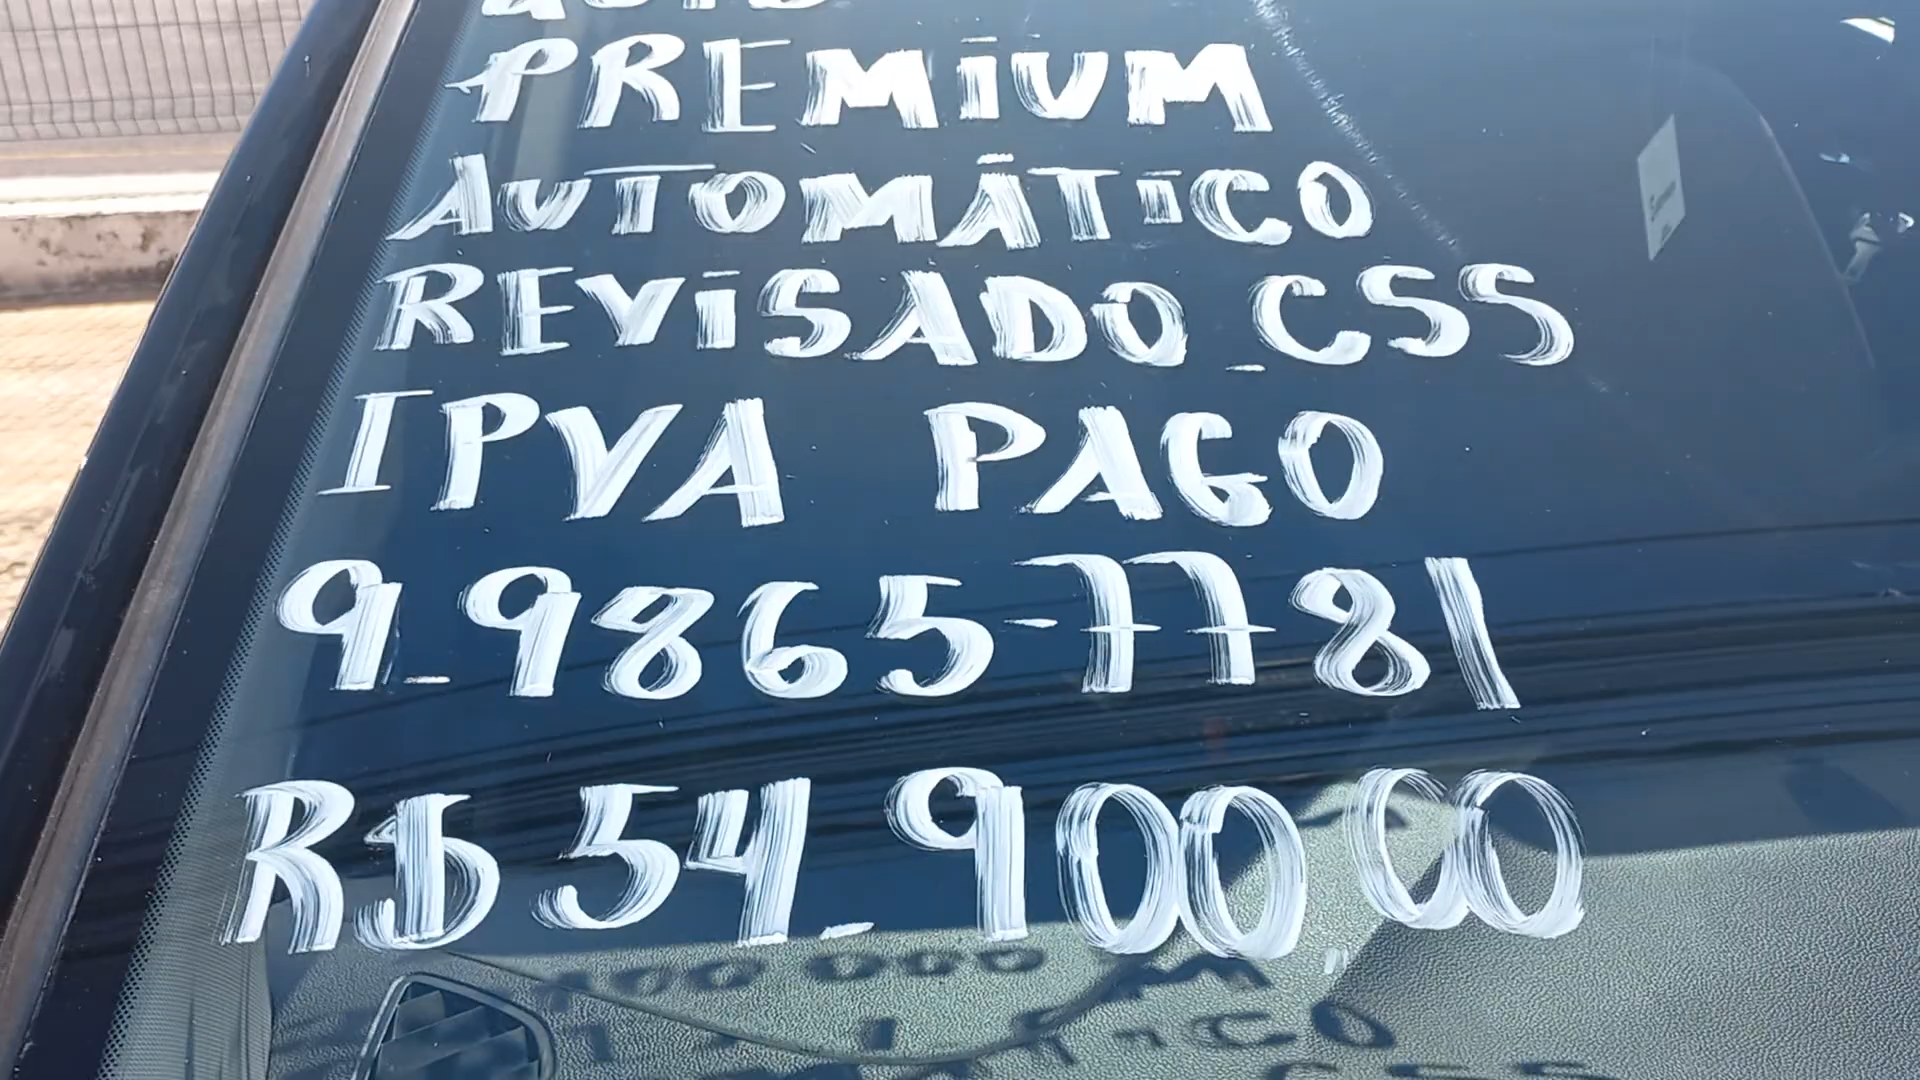 PREMIUM
AUTOMÁTICO
REVISADO CSS
IPVA PAGO
9.9865-7781
R$ 54.900,00